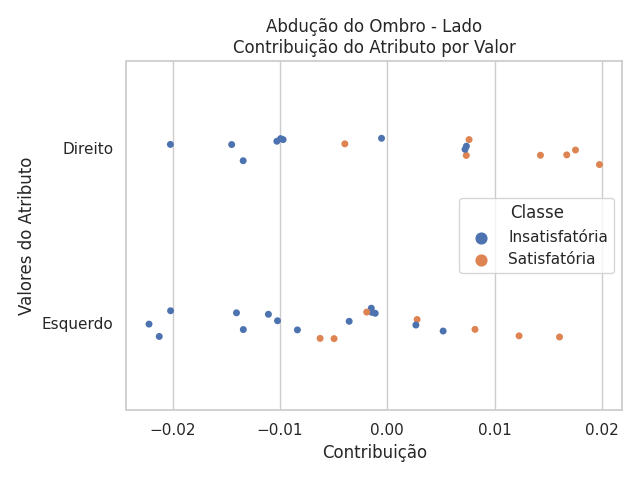 Abdução do Ombro - Lado
Contribuição do Atributo por Valor
Valores do Atributo
Direito
Esquerdo
Classe
Insatisfatória
Satisfatória
−0.02
−0.01
0.00
0.01
0.02
Contribuição